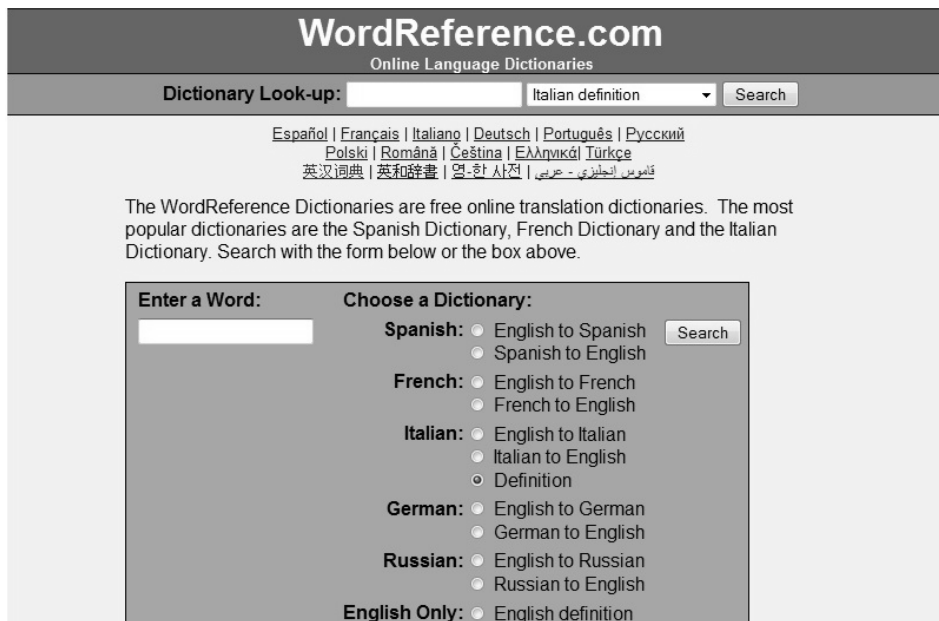 WordReference.com
Online Language Dictionaries
Dictionary Look-up: Italian definition Search
Español | Français | Italiano | Deutsch | Português | Русский
Polski | Română | Čeština | Ελληνικά| Türkçe
英汉词典 | 英和辞書 | 영-한 사전 | قاموس إنجليزي - عربي
The WordReference Dictionaries are free online translation dictionaries. The most
popular dictionaries are the Spanish Dictionary, French Dictionary and the Italian
Dictionary. Search with the form below or the box above.
Enter a Word: Choose a Dictionary:
Spanish: English to Spanish Search
Spanish to English
French: English to French
French to English
Italian: English to Italian
Italian to English
Definition
German: English to German
German to English
Russian: English to Russian
Russian to English
English Only: English definition